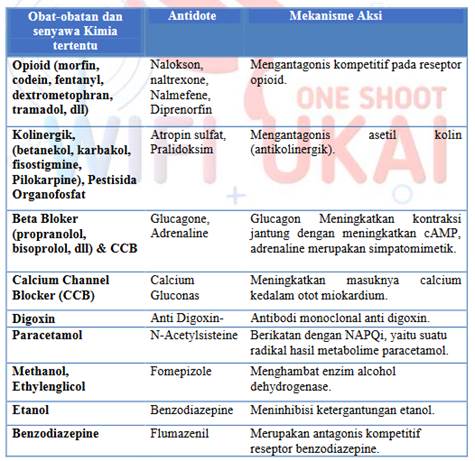 Obat-obatan dan
senyawa Kimia
tertentu
Antidote
Mekanisme Aksi
Opioid (morfin,
codein, fentanyl,
dextrometophran,
tramadol, dll)
Nalokson,
naltrexone,
Nalmefene,
Diprenorfin
Mengantagonis kompetitif pada reseptor
opioid.
Kolinergik,
(betanekol, karbakol,
fisostigmine,
Pilokarpine), Pestisida
Organofosfat
Atropin sulfat,
Pralidoksim
Mengantagonis asetil kolin
(antikolinergik).
Beta Bloker
(propranolol,
bisoprolol, dll) & CCB
Glucagone,
Adrenaline
Glucagon Meningkatkan kontraksi
jantung dengan meningkatkan cAMP,
adrenaline merupakan simpatomimetik.
Calcium Channel
Blocker (CCB)
Calcium
Gluconas
Meningkatkan masuknya calcium
kedalam otot miokardium.
Digoxin
Anti Digoxin-
Antibodi monoclonal anti digoxin.
Paracetamol
N-Acetylsisteine
Berikatan dengan NAPQi, yaitu suatu
radikal hasil metabolime paracetamol.
Methanol,
Ethylenglicol
Fomepizole
Menghambat enzim alcohol
dehydrogenase.
Etanol
Benzodiazepine
Meninhibisi ketergantungan etanol.
Benzodiazepine
Flumazenil
Merupakan antagonis kompetitif
reseptor benzodiazepine.
ONE SHOOT
WIFI UKAI